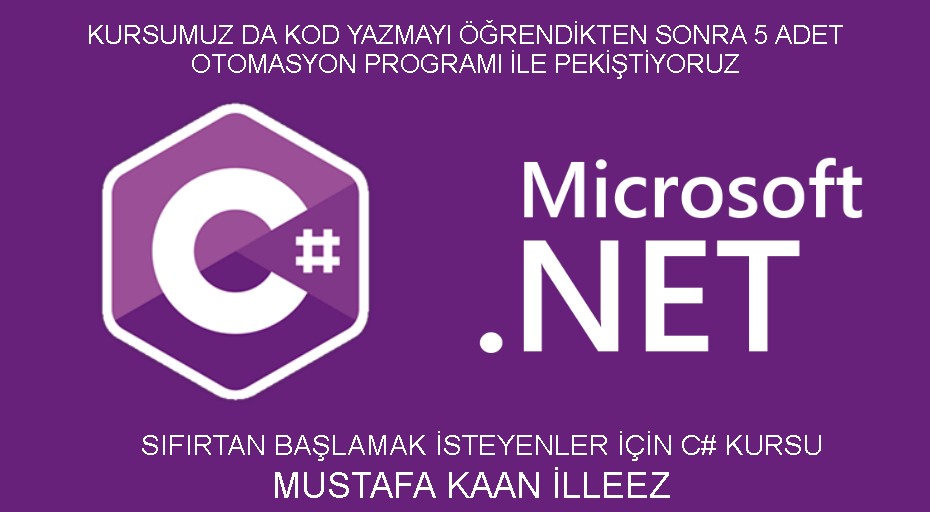 KURSUMUZ DA KOD YAZMAYI ÖĞRENDİKTEN SONRA 5 ADET
OTOMASYON PROGRAMI İLE PEKİŞTİYORUZ
C#
Microsoft
.NET
SIFIRTAN BAŞLAMAK İSTEYENLER İÇİN C# KURSU
MUSTAFA KAAN İLLEEZ